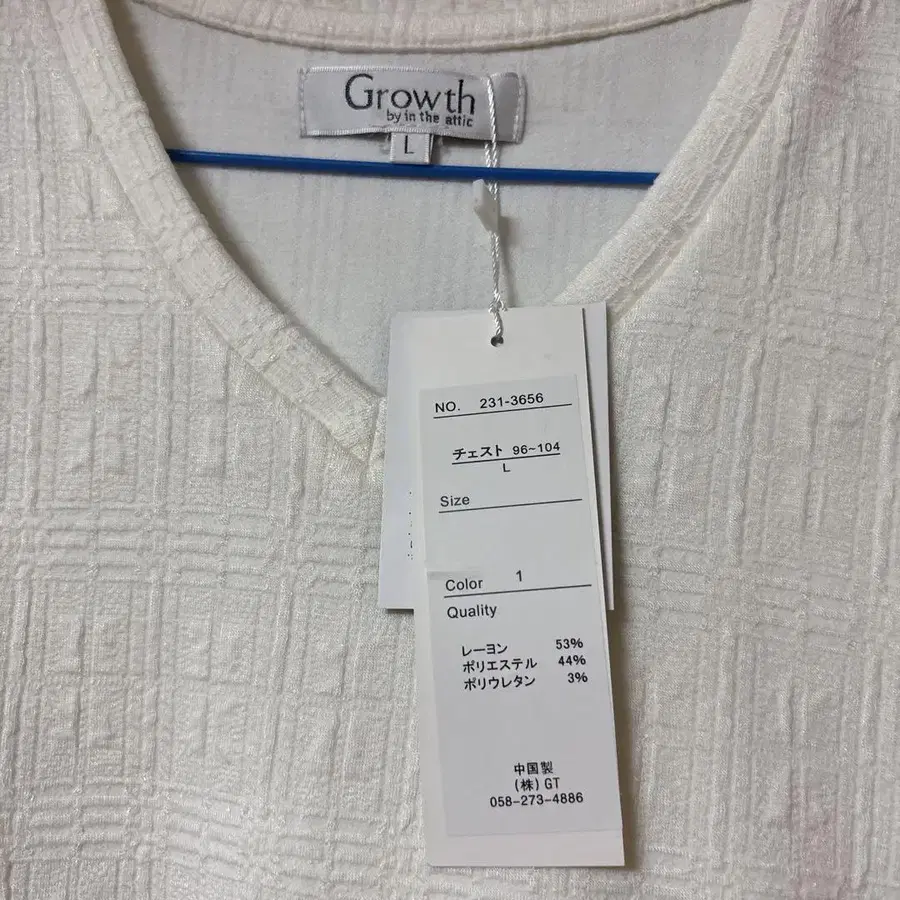 Growth
by in the attic
L
NO. 231-3656
チェスト 96~104
L
Size
Color 1
Quality
レーヨン 53%
ポリエステル 44%
ポリウレタン 3%
中国製
(株) GT
058-273-4886